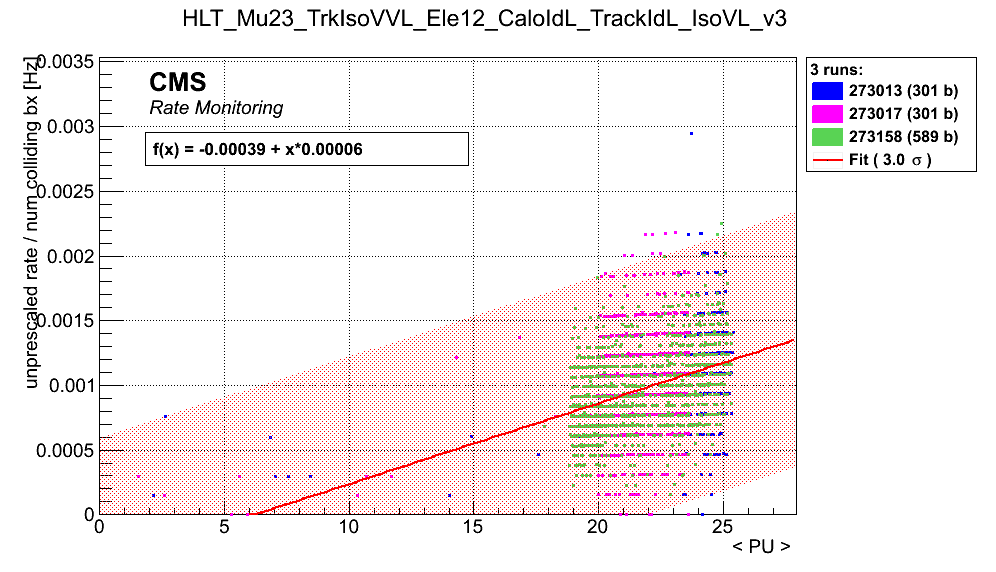 HLT_Mu23_TrkIsoVVL_Ele12_CaloIdL_TrackIdL_IsoVL_v3
unprescaled rate / num colliding bx [Hz]
0.0035
0.003
0.0025
0.002
0.0015
0.001
0.0005
0
CMS
Rate Monitoring
f(x) = -0.00039 + x*0.00006
3 runs:
273013 (301 b)
273017 (301 b)
273158 (589 b)
Fit ( 3.0 σ )
0 5 10 15 20 25
< PU >